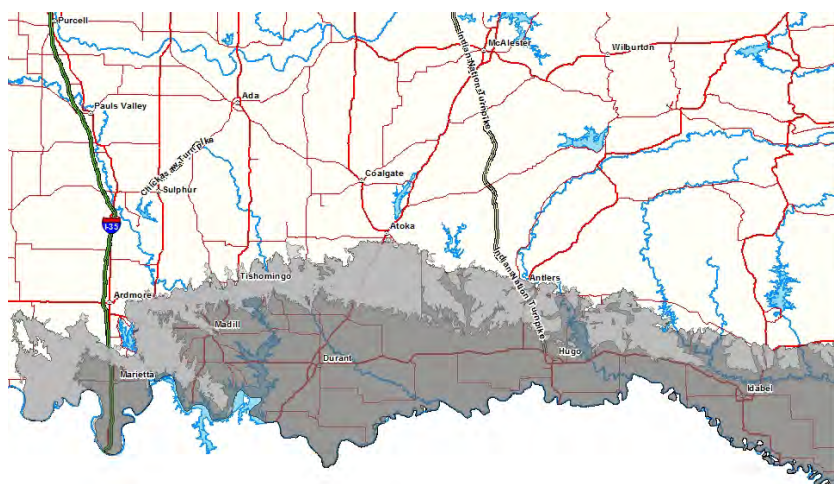 Purcell
McAlester
Wilburton
Indian Nation Turnpike
Ada
Pauls Valley
Chickasaw Turnpike
Sulphur
Coalgate
I-35
Atoka
Indian Nation Turnpike
Tishomingo
Antlers
Ardmore
Madill
Durant
Hugo
Marietta
Idabel